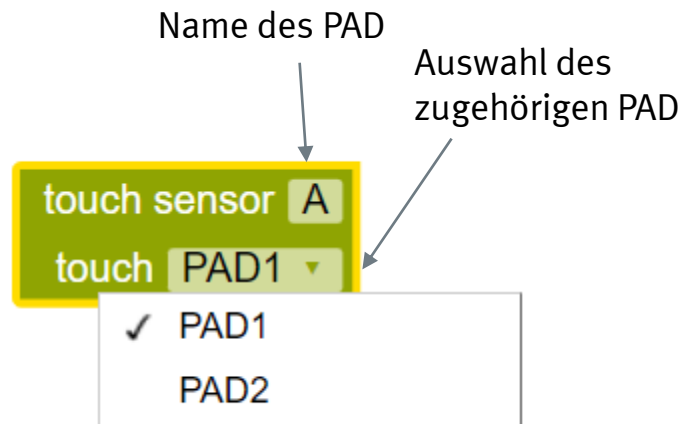 Name des PAD
Auswahl des
zugehörigen PAD
touch sensor A
touch PAD1
PAD1
PAD2